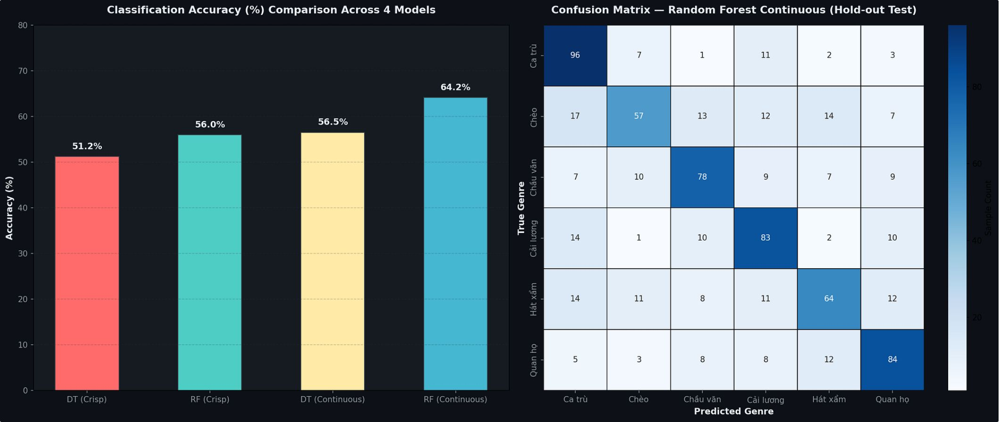 Classification Accuracy (%) Comparison Across 4 Models
Accuracy (%)
80
70
60
50
40
30
20
10
0
51.2%
56.0%
56.5%
64.2%
DT (Crisp)
RF (Crisp)
DT (Continuous)
RF (Continuous)
Confusion Matrix — Random Forest Continuous (Hold-out Test)
True Genre
Ca trù
96 7 1 11 2 3
Chèo
17 57 13 12 14 7
Chầu văn
7 10 78 9 7 9
Cải lương
14 1 10 83 2 10
Hát xẩm
14 11 8 11 64 12
Quan họ
5 3 8 8 12 84
Ca trù
Chèo
Chầu văn
Cải lương
Hát xẩm
Quan họ
Predicted Genre
80
60
40
20
Sample Count